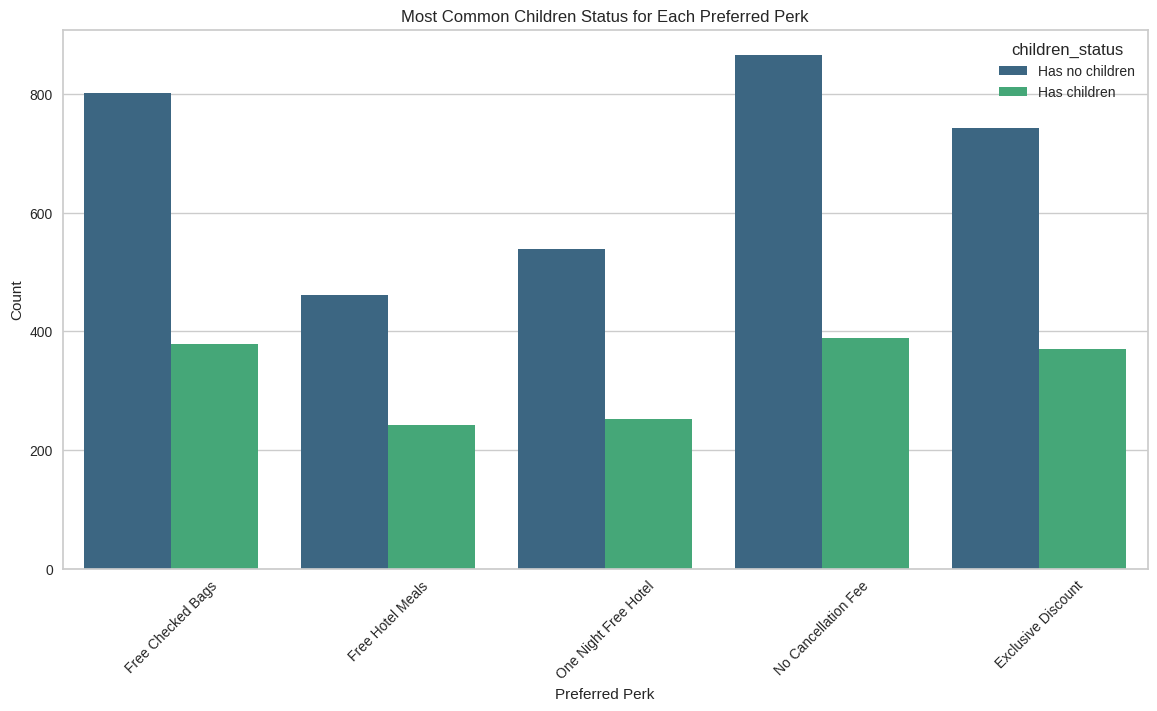 Most Common Children Status for Each Preferred Perk
children_status
Has no children
Has children
Count
800
600
400
200
0
Free Checked Bags
Free Hotel Meals
One Night Free Hotel
No Cancellation Fee
Exclusive Discount
Preferred Perk